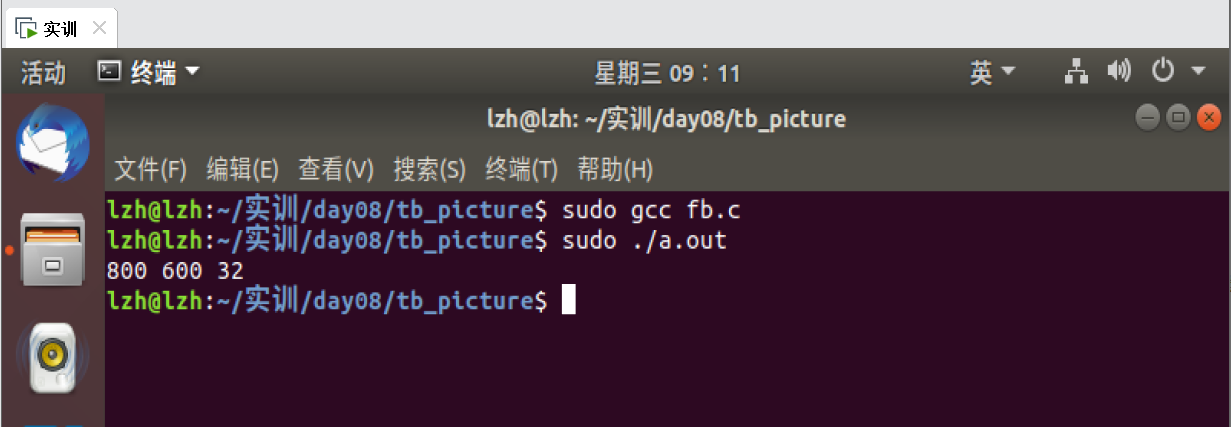 实训
活动 终端 星期三 09：11 英
lzh@lzh: ~/实训/day08/tb_picture
文件(F) 编辑(E) 查看(V) 搜索(S) 终端(T) 帮助(H)
lzh@lzh:~/实训/day08/tb_picture$ sudo gcc fb.c
lzh@lzh:~/实训/day08/tb_picture$ sudo ./a.out
800 600 32
lzh@lzh:~/实训/day08/tb_picture$